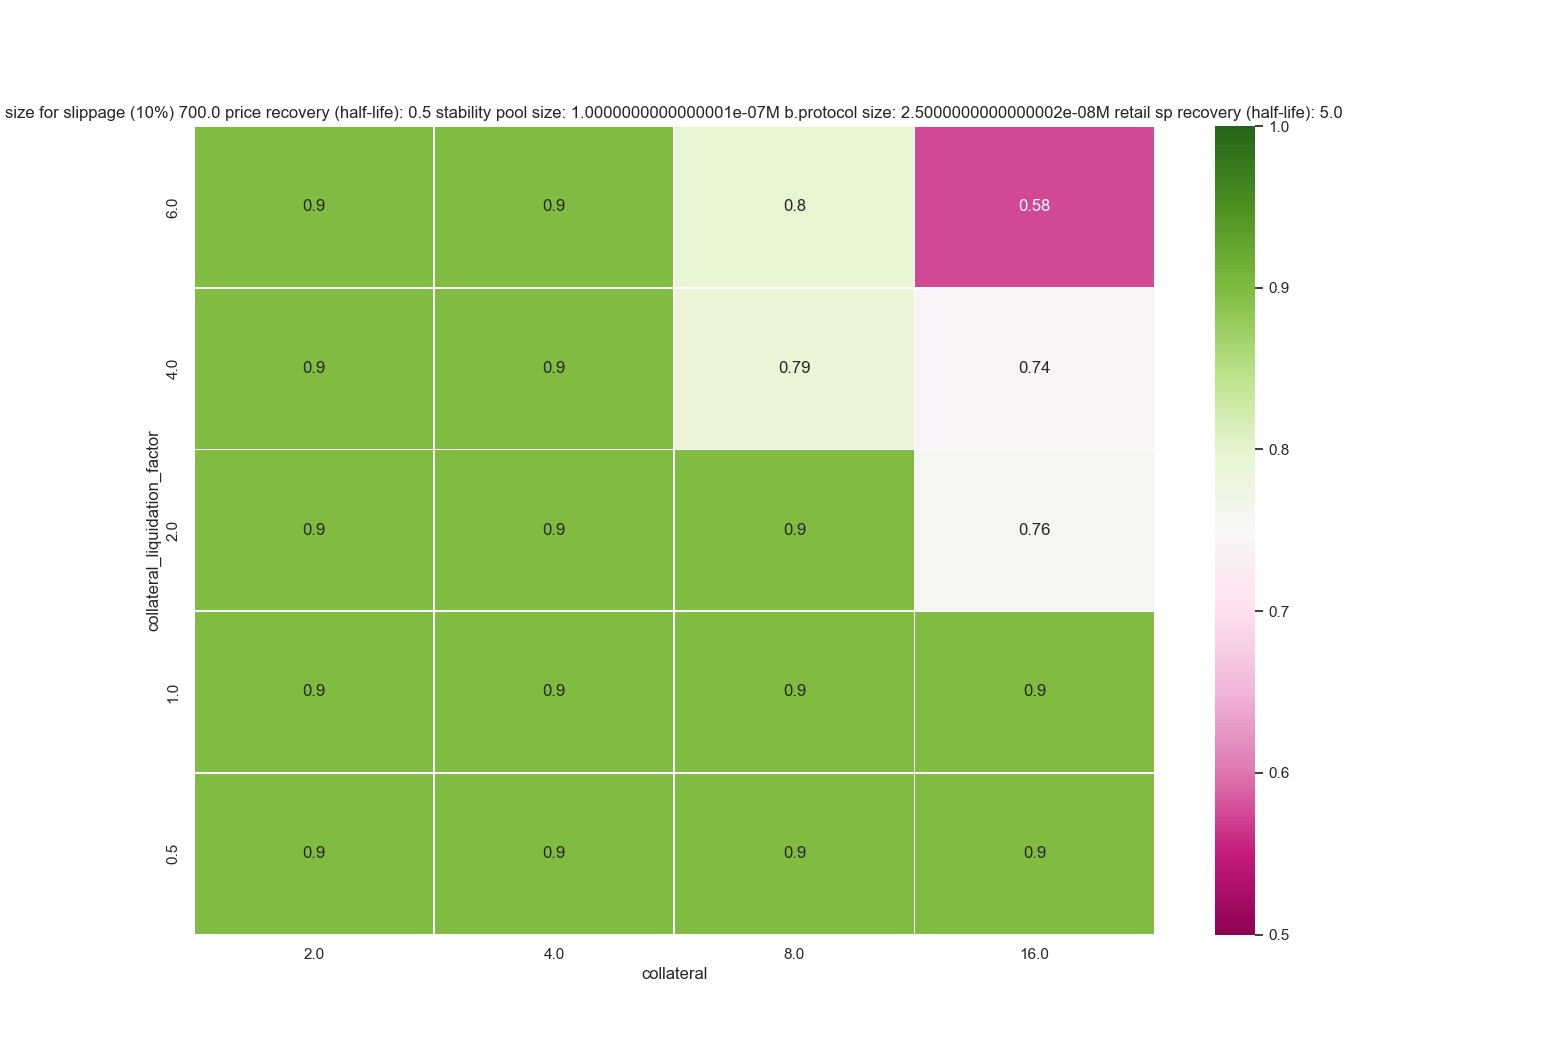 size for slippage (10%) 700.0 price recovery (half-life): 0.5 stability pool size: 1.0000000000000001e-07M b.protocol size: 2.5000000000000002e-08M retail sp recovery (half-life): 5.0
collateral_liquidation_factor
6.0 0.9 0.9 0.8 0.58
4.0 0.9 0.9 0.79 0.74
2.0 0.9 0.9 0.9 0.76
1.0 0.9 0.9 0.9 0.9
0.5 0.9 0.9 0.9 0.9
2.0 4.0 8.0 16.0
collateral
1.0
0.9
0.8
0.7
0.6
0.5